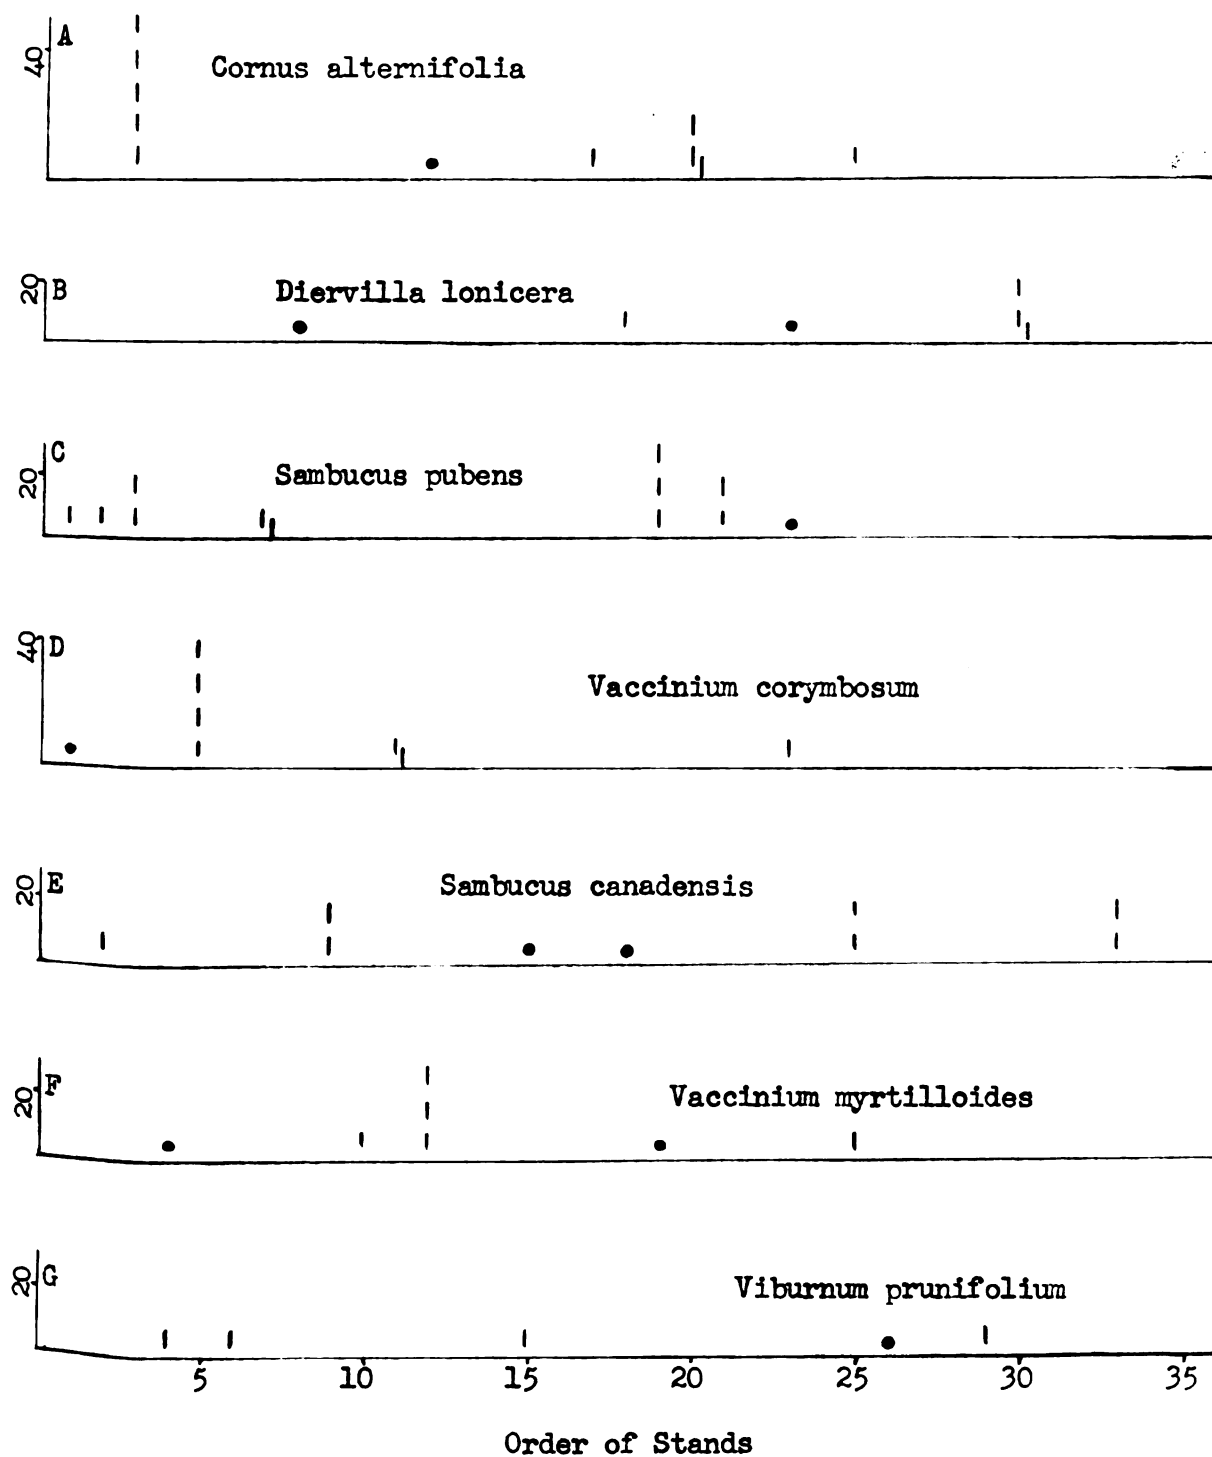 A
40
Cornus alternifolia
B
20
Diervilla lonicera
C
20
Sambucus pubens
D
40
Vaccinium corymbosum
E
20
Sambucus canadensis
F
20
Vaccinium myrtilloides
G
20
Viburnum prunifolium
5 10 15 20 25 30 35
Order of Stands